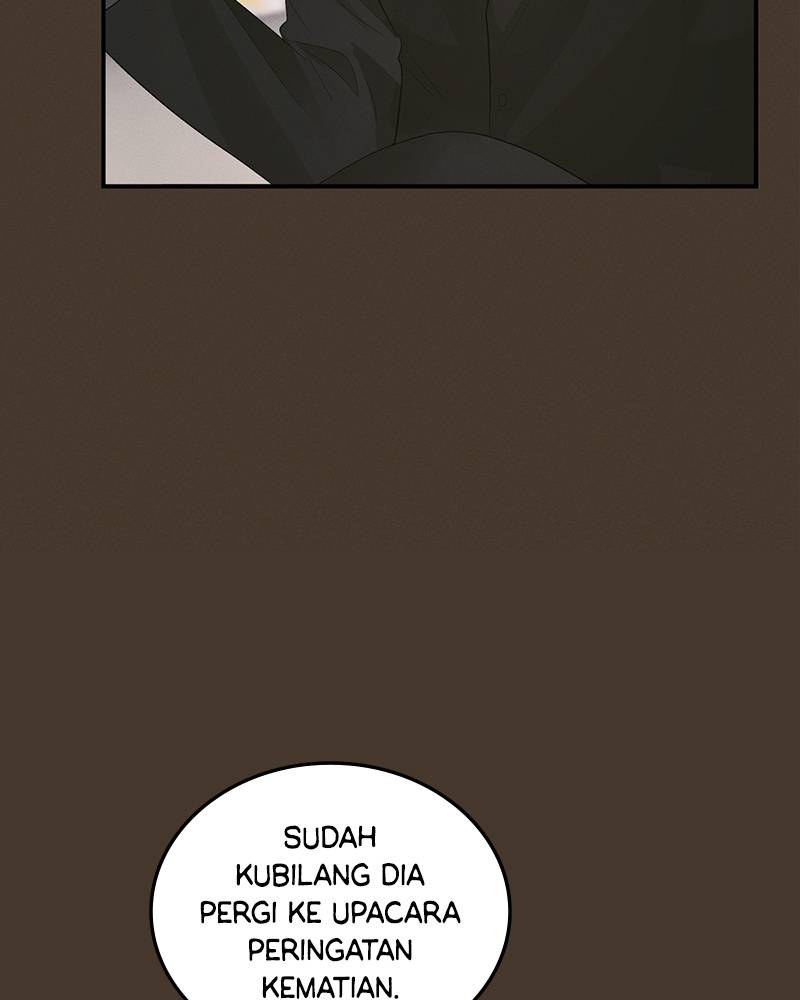 SUDAH
KUBILANG DIA
PERGI KE UPACARA
PERINGATAN
KEMATIAN.